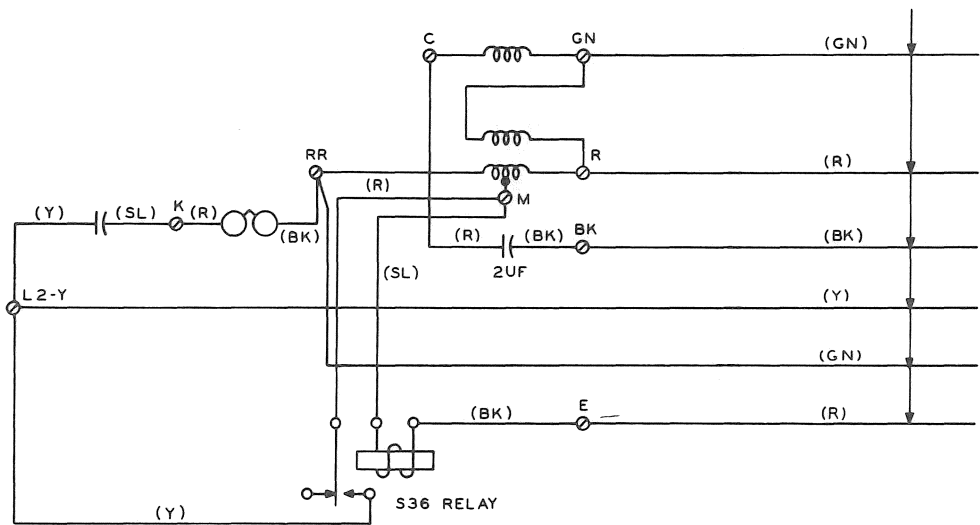 C GN (GN)
RR R (R)
(R) M
(Y) (SL) K (R) (BK)
(R) (BK) BK (BK)
(SL) 2UF
L2-Y (Y)
(GN)
(BK) E (R)
S36 RELAY
(Y)